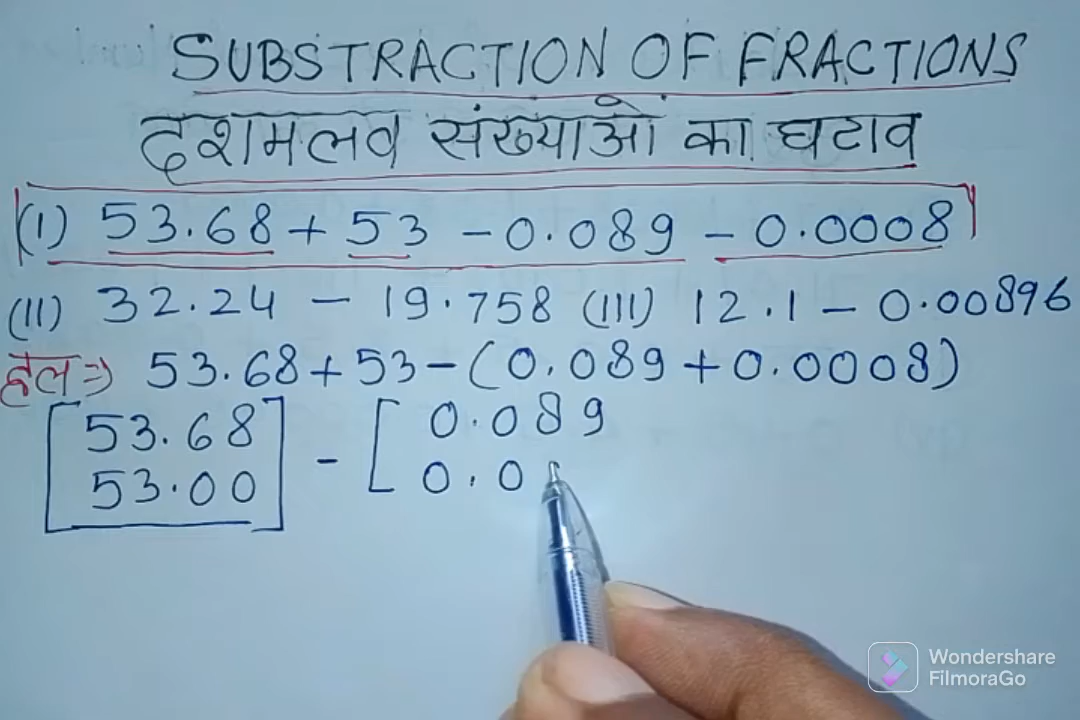 SUBSTRACTION OF FRACTIONS
दशमलव संख्याओं का घटाव
(I) 53.68 + 53 - 0.089 - 0.0008
(II) 32.24 - 19.758 (III) 12.1 - 0.00896
हल⇒ 53.68 + 53 - (0.089 + 0.0008)
[53.68] - [0.089
53.00 0.0
Wondershare
FilmoraGo